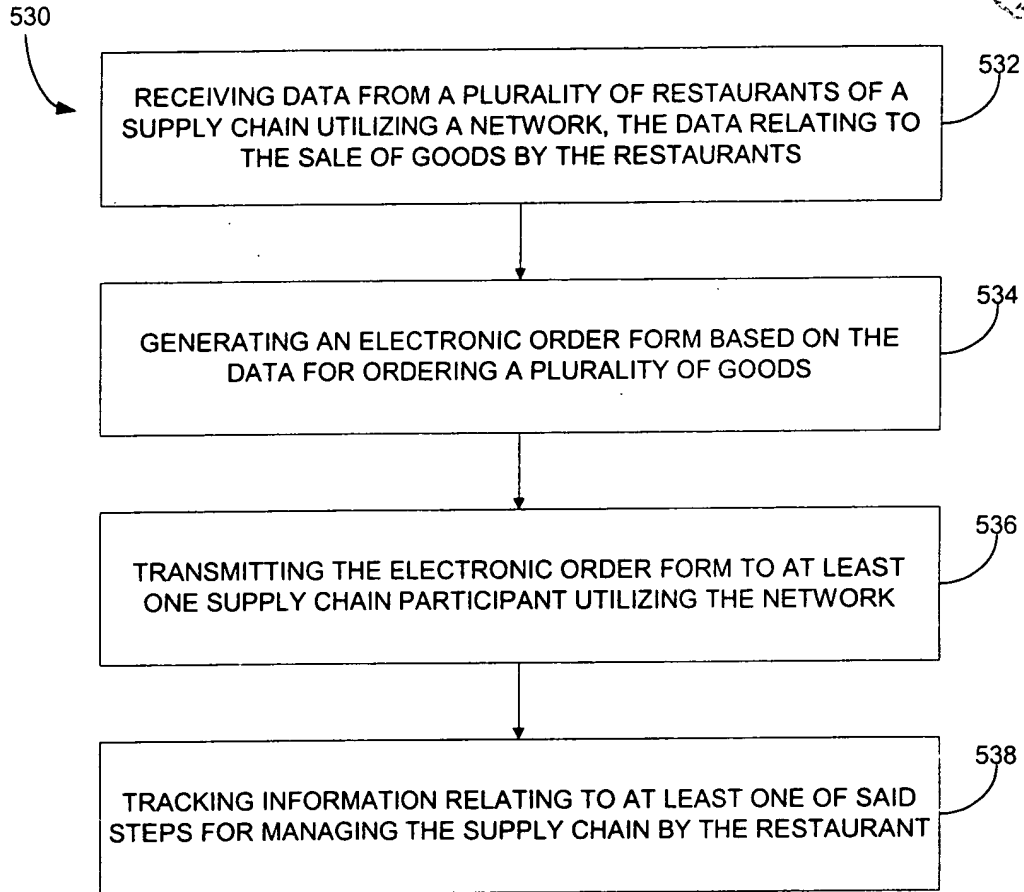 530
532
RECEIVING DATA FROM A PLURALITY OF RESTAURANTS OF A
SUPPLY CHAIN UTILIZING A NETWORK, THE DATA RELATING TO
THE SALE OF GOODS BY THE RESTAURANTS
534
GENERATING AN ELECTRONIC ORDER FORM BASED ON THE
DATA FOR ORDERING A PLURALITY OF GOODS
536
TRANSMITTING THE ELECTRONIC ORDER FORM TO AT LEAST
ONE SUPPLY CHAIN PARTICIPANT UTILIZING THE NETWORK
538
TRACKING INFORMATION RELATING TO AT LEAST ONE OF SAID
STEPS FOR MANAGING THE SUPPLY CHAIN BY THE RESTAURANT